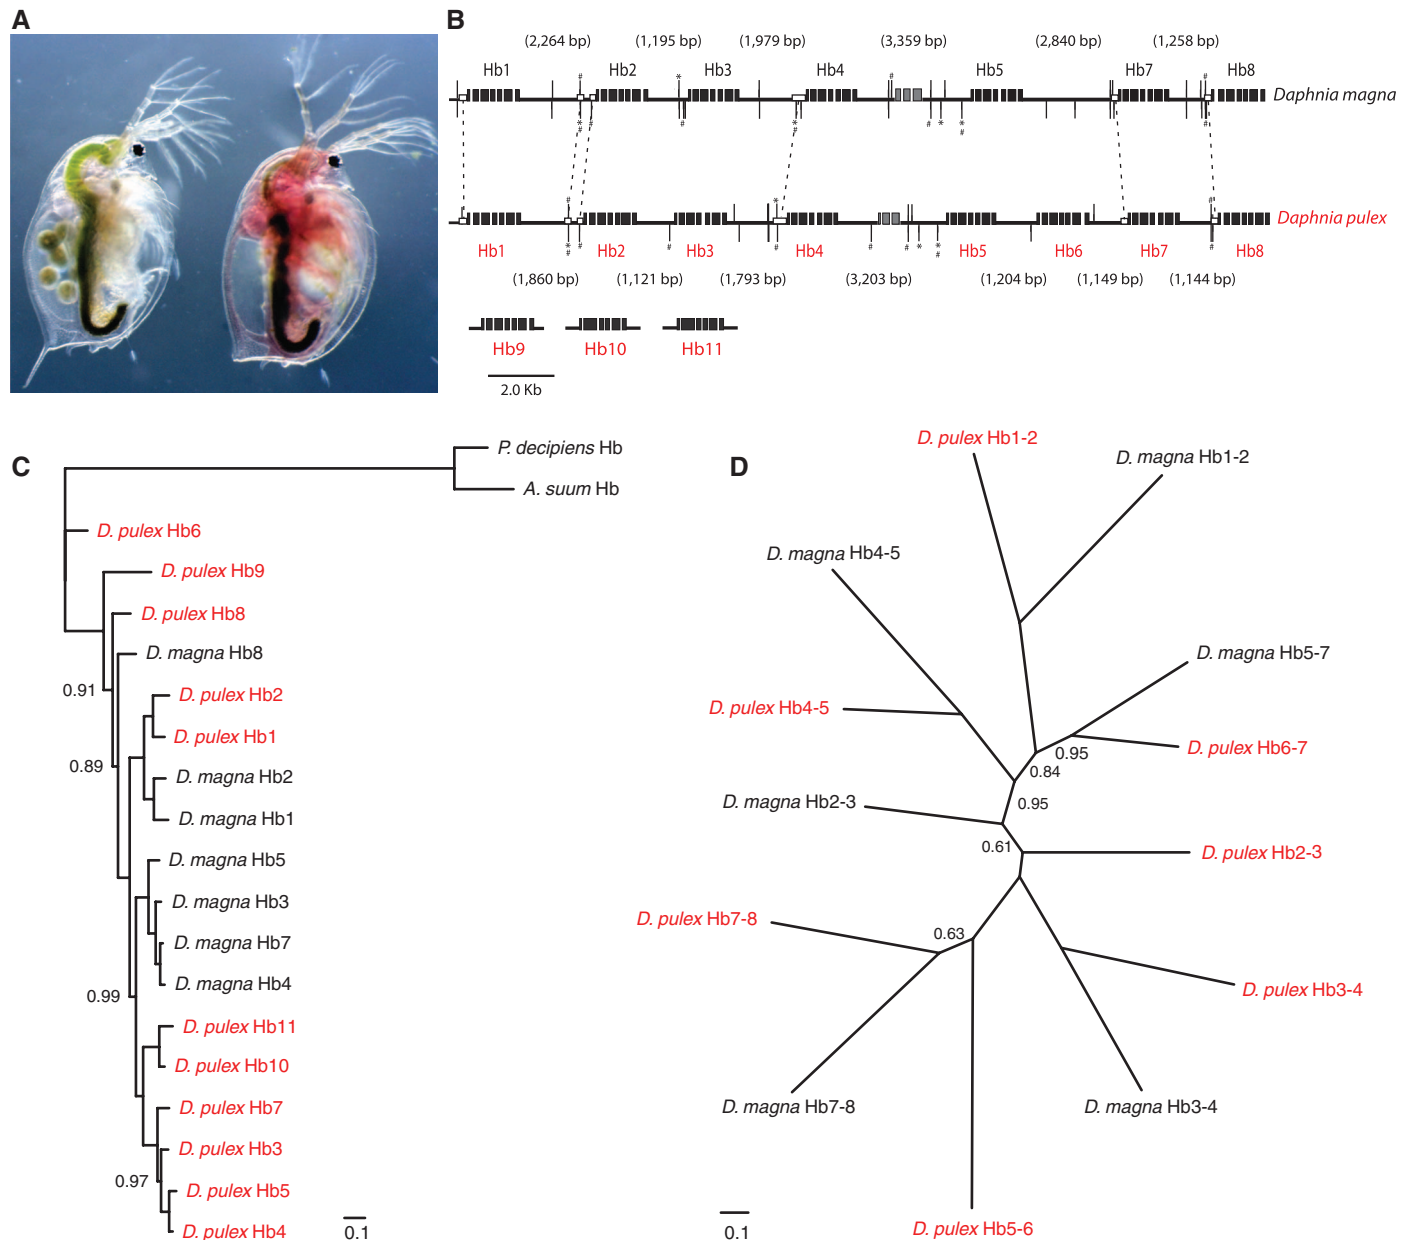 A
B
(2,264 bp) (1,195 bp) (1,979 bp) (3,359 bp) (2,840 bp) (1,258 bp)
Hb1 Hb2 Hb3 Hb4 Hb5 Hb7 Hb8
# * # #
Daphnia magna
* # # # * # # * * # #
# * #
Daphnia pulex
* # # # # # # * * # #
Hb1 Hb2 Hb3 Hb4 Hb5 Hb6 Hb7 Hb8
(1,860 bp) (1,121 bp) (1,793 bp) (3,203 bp) (1,204 bp) (1,149 bp) (1,144 bp)
Hb9 Hb10 Hb11
2.0 Kb
C
P. decipiens Hb
A. suum Hb
D. pulex Hb6
D. pulex Hb9
D. pulex Hb8
D. magna Hb8
0.91
D. pulex Hb2
D. pulex Hb1
0.89
D. magna Hb2
D. magna Hb1
D. magna Hb5
D. magna Hb3
D. magna Hb7
D. magna Hb4
0.99
D. pulex Hb11
D. pulex Hb10
D. pulex Hb7
D. pulex Hb3
0.97
D. pulex Hb5
D. pulex Hb4
0.1
D
D. pulex Hb1-2
D. magna Hb1-2
D. magna Hb4-5
D. magna Hb5-7
D. pulex Hb4-5
D. pulex Hb6-7
0.95
0.84
D. magna Hb2-3
0.95
0.61
D. pulex Hb2-3
D. pulex Hb7-8
0.63
D. pulex Hb3-4
D. magna Hb7-8
D. magna Hb3-4
D. pulex Hb5-6
0.1